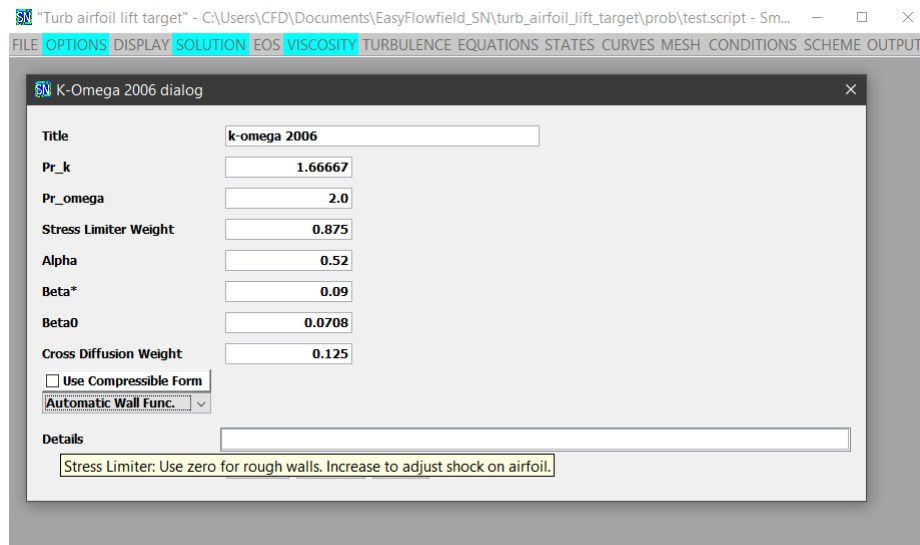 "Turb airfoil lift target" - C:\Users\CFD\Documents\EasyFlowfield_SN\turb_airfoil_lift_target\prob\test.script - Sm...
FILE OPTIONS DISPLAY SOLUTION EOS VISCOSITY TURBULENCE EQUATIONS STATES CURVES MESH CONDITIONS SCHEME OUTPUT
SN K-Omega 2006 dialog
Title k-omega 2006
Pr_k 1.66667
Pr_omega 2.0
Stress Limiter Weight 0.875
Alpha 0.52
Beta* 0.09
Beta0 0.0708
Cross Diffusion Weight 0.125
Use Compressible Form
Automatic Wall Func.
Details
Stress Limiter: Use zero for rough walls. Increase to adjust shock on airfoil.